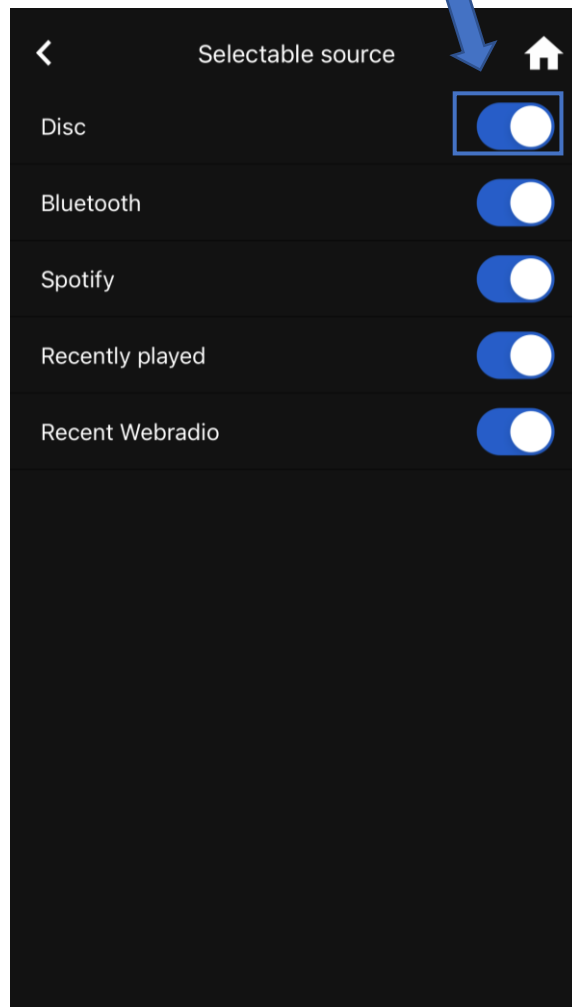 Selectable source
Disc
Bluetooth
Spotify
Recently played
Recent Webradio